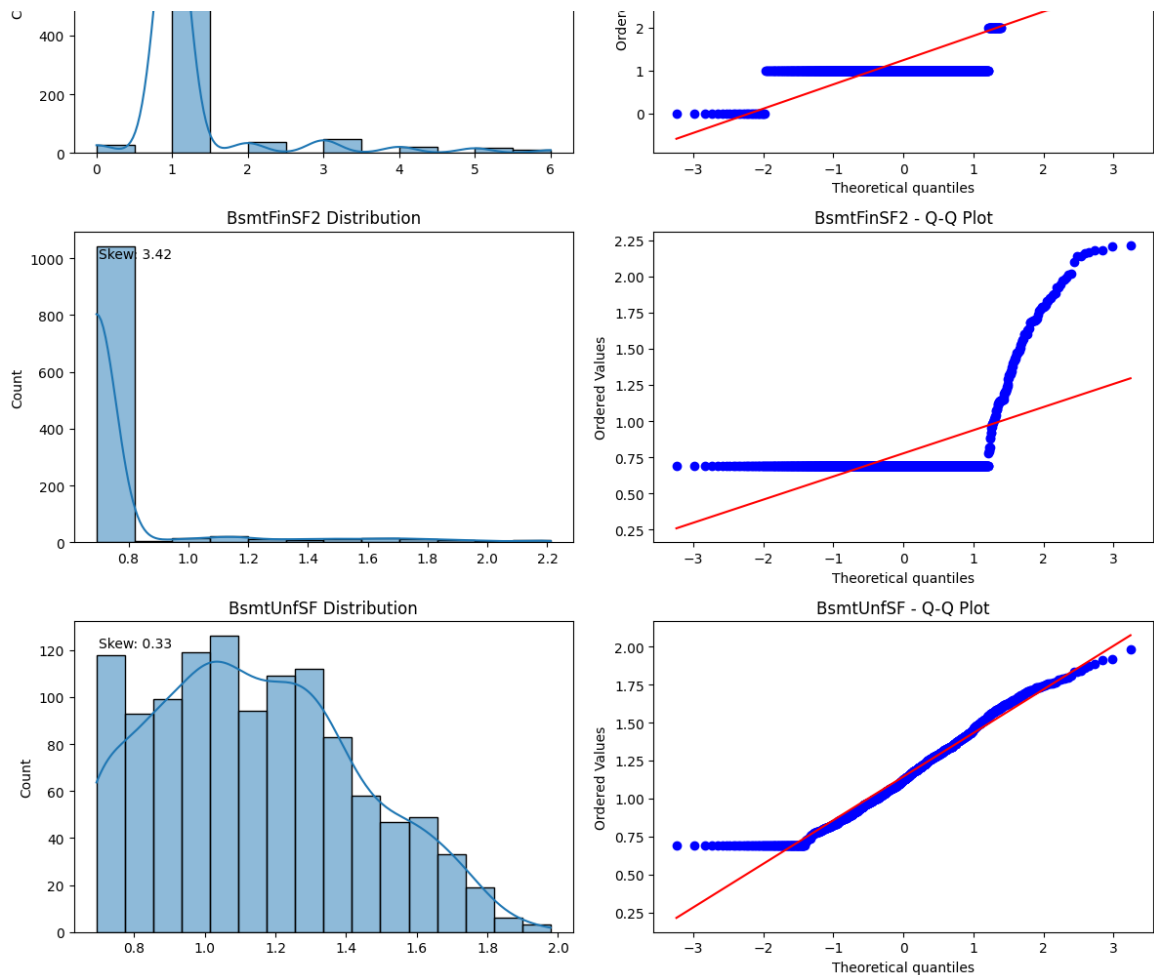 C
400
200
0
0 1 2 3 4 5 6
Orde
2
1
0
−3 −2 −1 0 1 2 3
Theoretical quantiles
BsmtFinSF2 Distribution
Skew: 3.42
Count
1000
800
600
400
200
0
0.8 1.0 1.2 1.4 1.6 1.8 2.0 2.2
BsmtFinSF2 - Q-Q Plot
Ordered Values
2.25
2.00
1.75
1.50
1.25
1.00
0.75
0.50
0.25
−3 −2 −1 0 1 2 3
Theoretical quantiles
BsmtUnfSF Distribution
Skew: 0.33
Count
120
100
80
60
40
20
0
0.8 1.0 1.2 1.4 1.6 1.8 2.0
BsmtUnfSF - Q-Q Plot
Ordered Values
2.00
1.75
1.50
1.25
1.00
0.75
0.50
0.25
−3 −2 −1 0 1 2 3
Theoretical quantiles